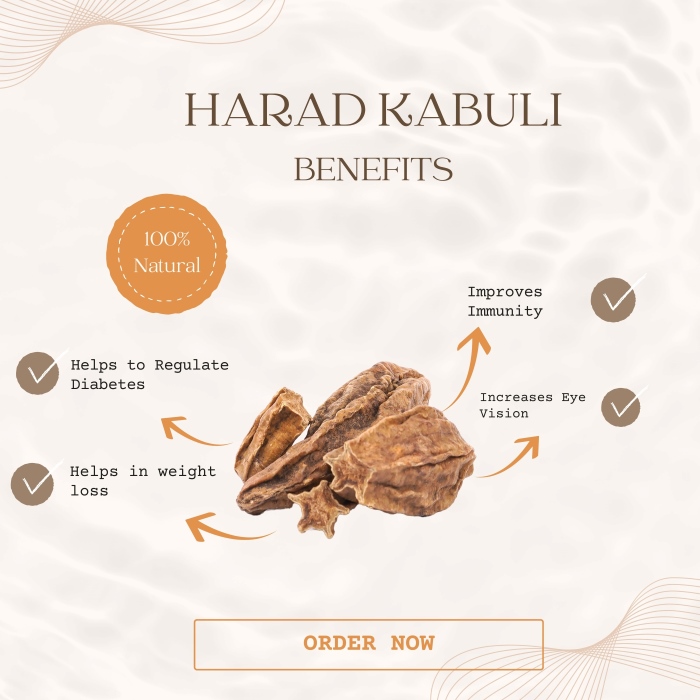 HARAD KABULI
BENEFITS
100%
Natural
Improves
Immunity
Helps to Regulate
Diabetes
Increases Eye
Vision
Helps in weight
loss
ORDER NOW